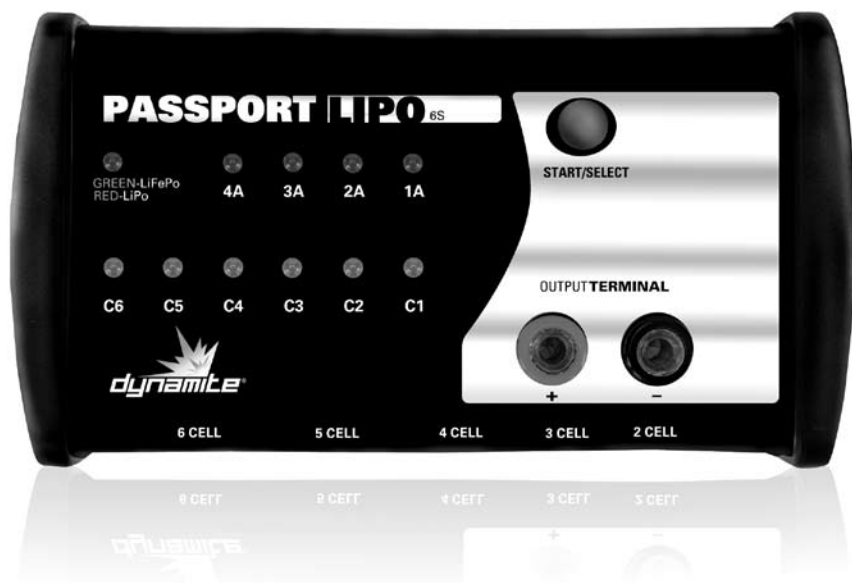 PASSPORT LIPO 6S
START/SELECT
GREEN-LiFePo
RED-LiPo
4A 3A 2A 1A
OUTPUT TERMINAL
C6 C5 C4 C3 C2 C1
dynamite®
+ −
6 CELL 5 CELL 4 CELL 3 CELL 2 CELL